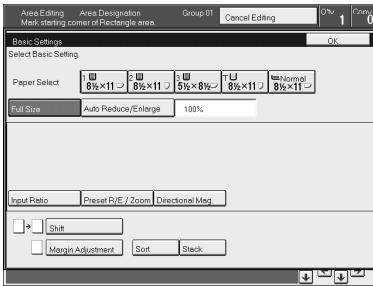 Area Editing Area Designation Group 01 Cancel Editing Qty. 1
Mark starting corner of Rectangle area. 0
Basic Settings OK
Select Basic Setting.
Paper Select
1 2 3 T Normal
8½×11 8½×11 5½×8½ 8½×11 8½×11
Full Size Auto Reduce/Enlarge 100%
Input Ratio Preset R/E / Zoom Directional Mag.
Shift
Margin Adjustment Sort Stack